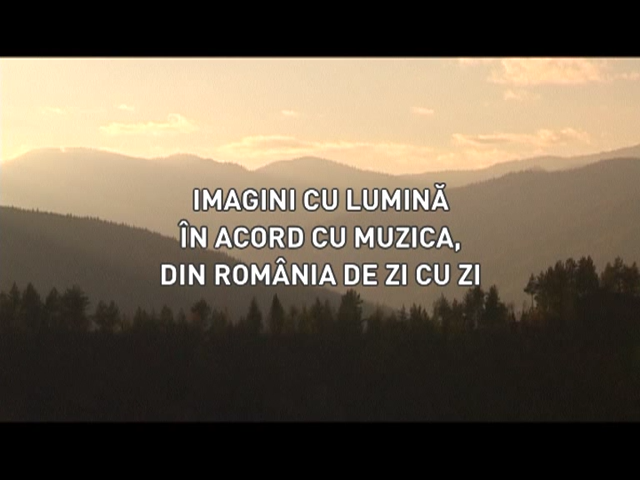 IMAGINI CU LUMINĂ
ÎN ACORD CU MUZICA,
DIN ROMÂNIA DE ZI CU ZI